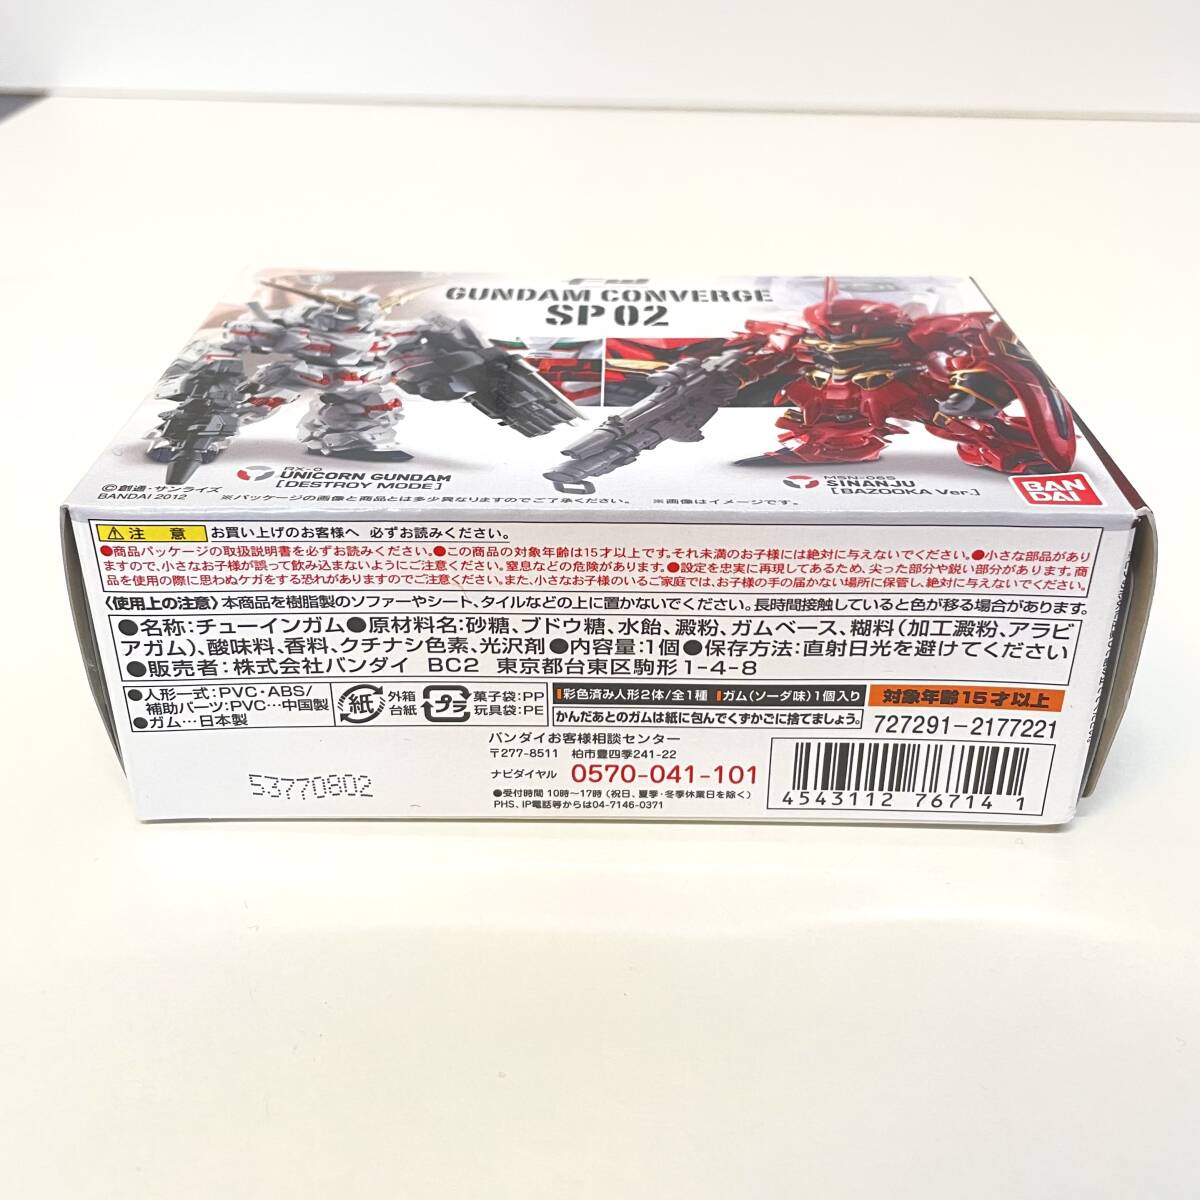 FW
GUNDAM CONVERGE
SP 02
RX-0
UNICORN GUNDAM
[DESTROY MODE]
©創通・サンライズ
BANDAI 2012
※パッケージの画像と商品とは多少異なりますのでご了承ください。
※画像はイメージです。
MSN-06S
SINANJU
[BAZOOKA Ver.]
BAN
DAI
⚠注 意 お買い上げのお客様へ 必ずお読みください。
●商品パッケージの取扱説明書を必ずお読みください。●この商品の対象年齢は15才以上です。それ未満のお子様には絶対に与えないでください。●小さな部品があり
ますので、小さなお子様が誤って飲み込まないようにご注意ください。窒息などの危険があります。●設定を忠実に再現してあるため、尖った部分や鋭い部分があります。商
品を使用の際に思わぬケガをする恐れがありますのでご注意ください。また、小さなお子様のいるご家庭では、お子様の手の届かない場所に保管し、絶対に与えないでください。
〈使用上の注意〉本商品を樹脂製のソファーやシート、タイルなどの上に置かないでください。長時間接触していると色が移る場合があります。
●名称:チューインガム●原材料名:砂糖、ブドウ糖、水飴、澱粉、ガムベース、糊料(加工澱粉、アラビ
アガム)、酸味料、香料、クチナシ色素、光沢剤●内容量:1個●保存方法:直射日光を避けてください
●販売者:株式会社バンダイ BC2 東京都台東区駒形1-4-8
●人形一式:PVC・ABS/
補助パーツ:PVC…中国製
●ガム…日本製
紙
外箱
台紙
プラ
菓子袋:PP
玩具袋:PE
彩色済み人形2体/全1種 ガム(ソーダ味)1個入り
かんだあとのガムは紙に包んでくずかごに捨てましょう。
対象年齢15才以上
727291-2177221
バンダイお客様相談センター
〒277-8511 柏市豊四季241-22
ナビダイヤル 0570-041-101
●受付時間 10時～17時(祝日、夏季・冬季休業日を除く)
PHS、IP電話等からは04-7146-0371
53770802
4543112 767141